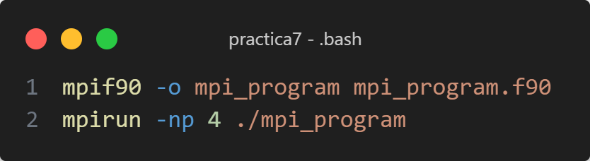 practica7 - .bash
1 mpif90 -o mpi_program mpi_program.f90
2 mpirun -np 4 ./mpi_program